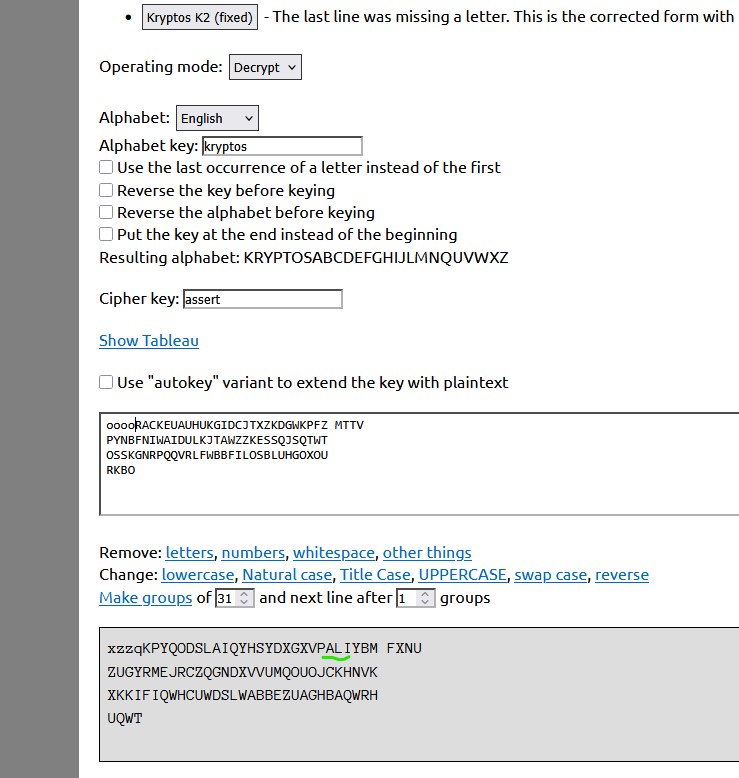 Kryptos K2 (fixed) - The last line was missing a letter. This is the corrected form with
Operating mode: Decrypt
Alphabet: English
Alphabet key: kryptos
Use the last occurrence of a letter instead of the first
Reverse the key before keying
Reverse the alphabet before keying
Put the key at the end instead of the beginning
Resulting alphabet: KRYPTOSABCDEFGHIJLMNQUVWXZ
Cipher key: assert
Show Tableau
Use "autokey" variant to extend the key with plaintext
ooooRACKEUAUHUKGIDCJTXZKDGWKPFZ MTTV
PYNBFNIWAIDULKJTAWZZKESSQJSQTWT
OSSKGNRPQQVRLFWBBFILOSBLUHGOXOU
RKBO
Remove: letters, numbers, whitespace, other things
Change: lowercase, Natural case, Title Case, UPPERCASE, swap case, reverse
Make groups of 31 and next line after 1 groups
xzzqKPYQODSLAIQYHSYDXGXVPALIYBM FXNU
ZUGYRMEJRCZQGNDXVVUMQOUOJCKHNVK
XKKIFIQWHCUWDSLWABBEZUAGHBAQWRH
UQWT